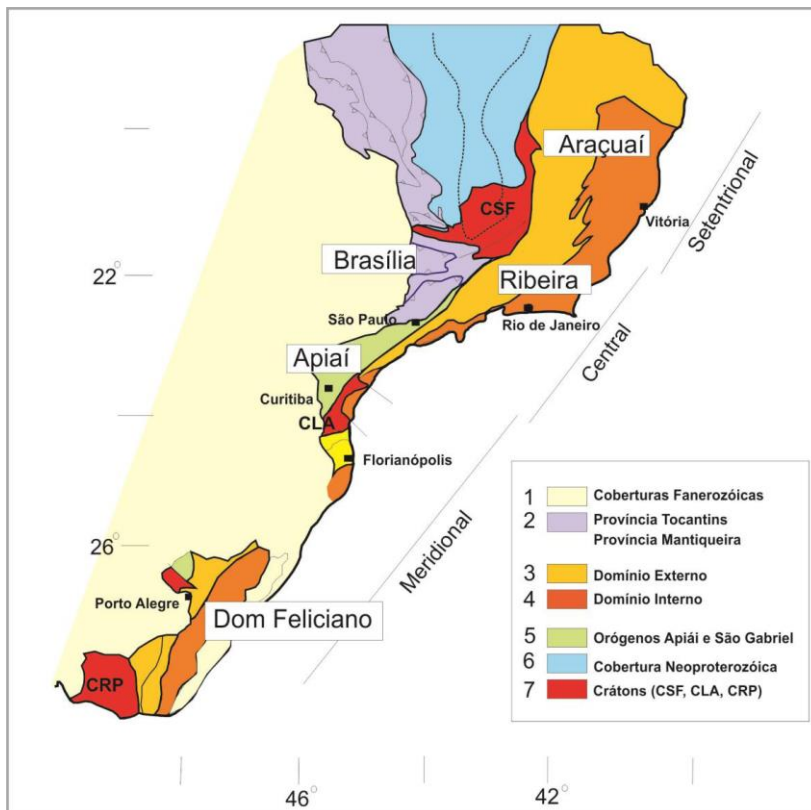 Araçuaí
Setentrional
CSF
Vitória
Brasília
22°
Ribeira
São Paulo
Rio de Janeiro
Central
Apiaí
Curitiba
CLA
Florianópolis
Meridional
26°
Porto Alegre
Dom Feliciano
CRP
1 Coberturas Fanerozóicas
2 Província Tocantins
Província Mantiqueira
3 Domínio Externo
4 Domínio Interno
5 Orógenos Apiái e São Gabriel
6 Cobertura Neoproterozóica
7 Crátons (CSF, CLA, CRP)
46°
42°